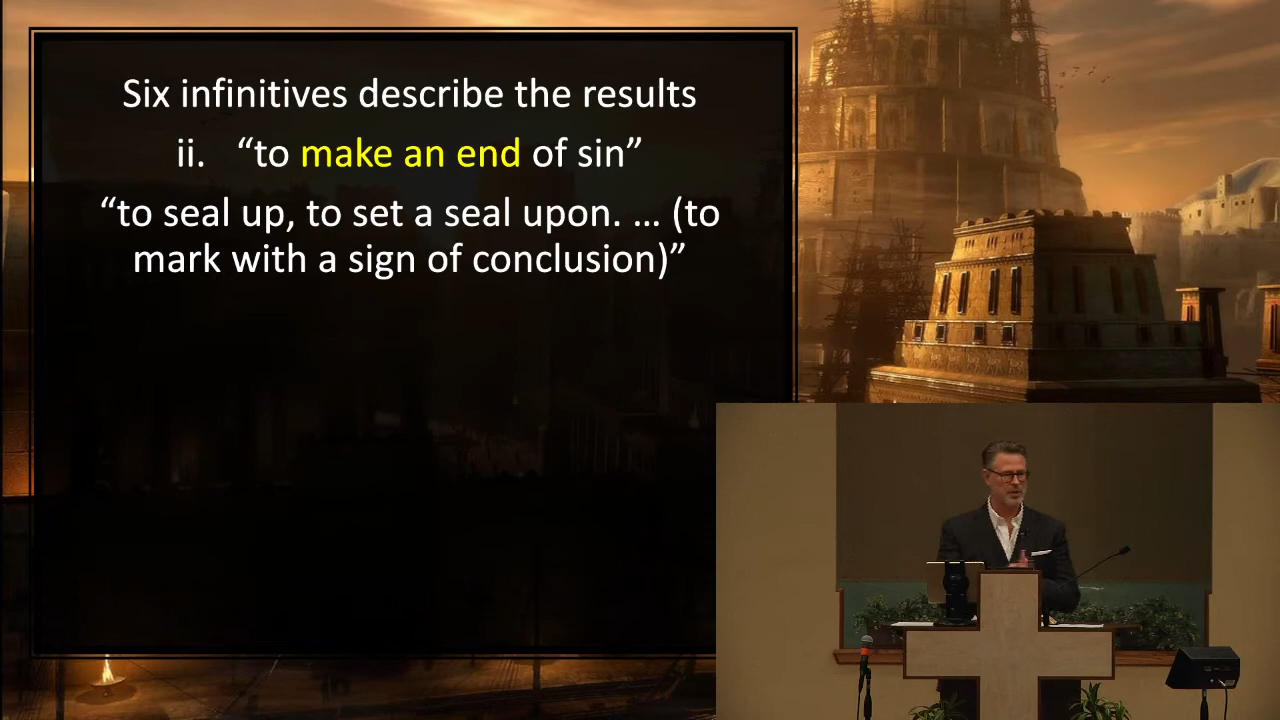 Six infinitives describe the results
ii. “to make an end of sin”
“to seal up, to set a seal upon. … (to
mark with a sign of conclusion)”